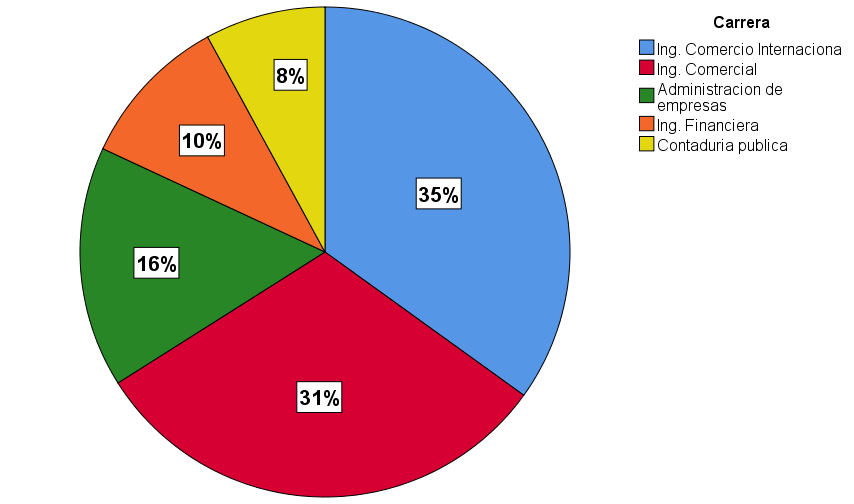 Carrera
Ing. Comercio Internaciona
Ing. Comercial
Administracion de
empresas
Ing. Financiera
Contaduria publica
8%
10%
35%
16%
31%